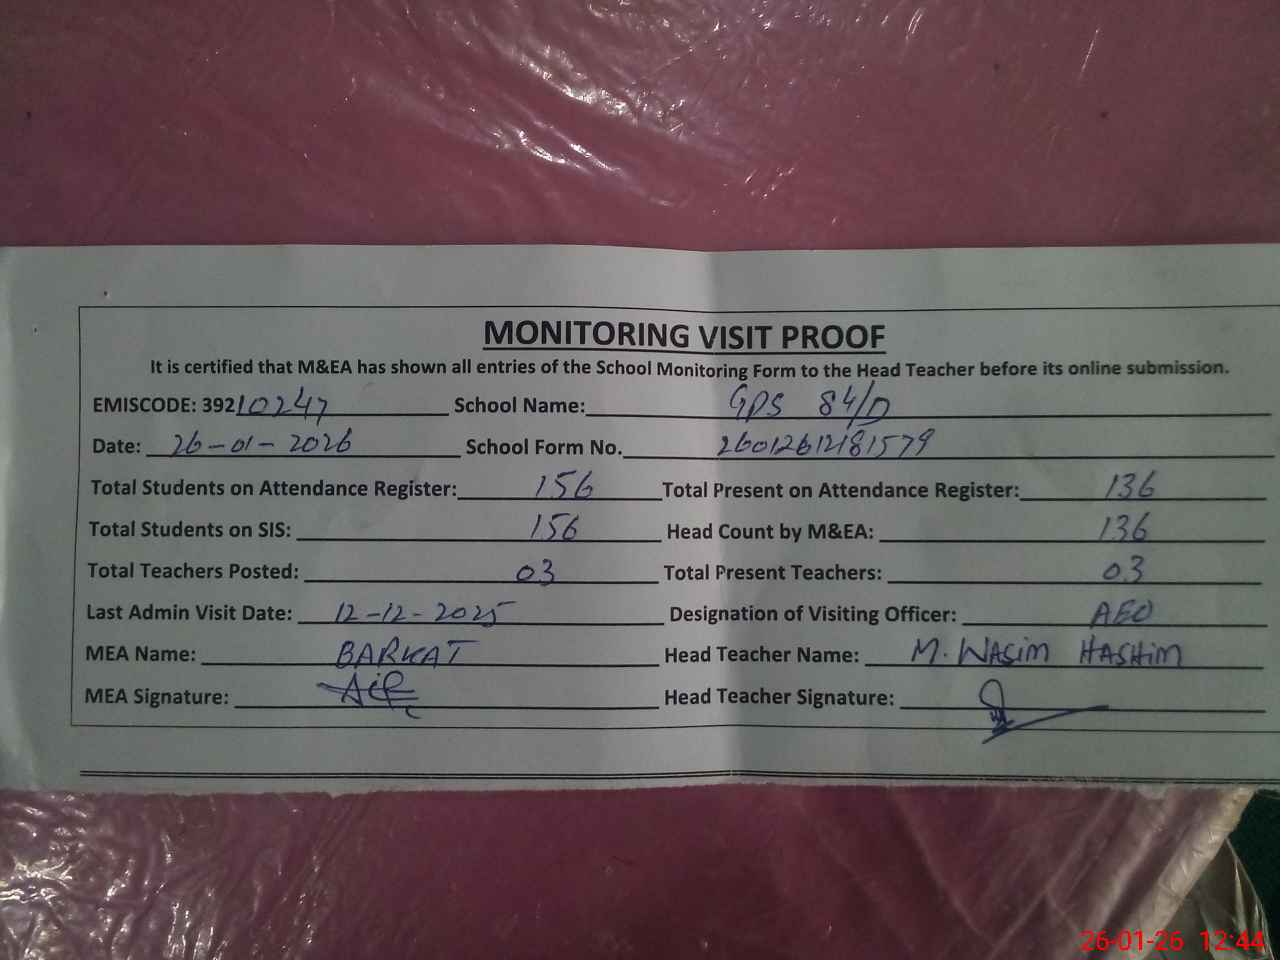 MONITORING VISIT PROOF
It is certified that M&EA has shown all entries of the School Monitoring Form to the Head Teacher before its online submission.
EMISCODE: 39210247 School Name: GPS 84/D
Date: 26-01-2026 School Form No. 26012612181579
Total Students on Attendance Register: 156 Total Present on Attendance Register: 136
Total Students on SIS: 156 Head Count by M&EA: 136
Total Teachers Posted: 03 Total Present Teachers: 03
Last Admin Visit Date: 12-12-2025 Designation of Visiting Officer: AEO
MEA Name: BARKAT Head Teacher Name: M. WASIM HASHIM
MEA Signature: Head Teacher Signature:
26-01-26 12:44